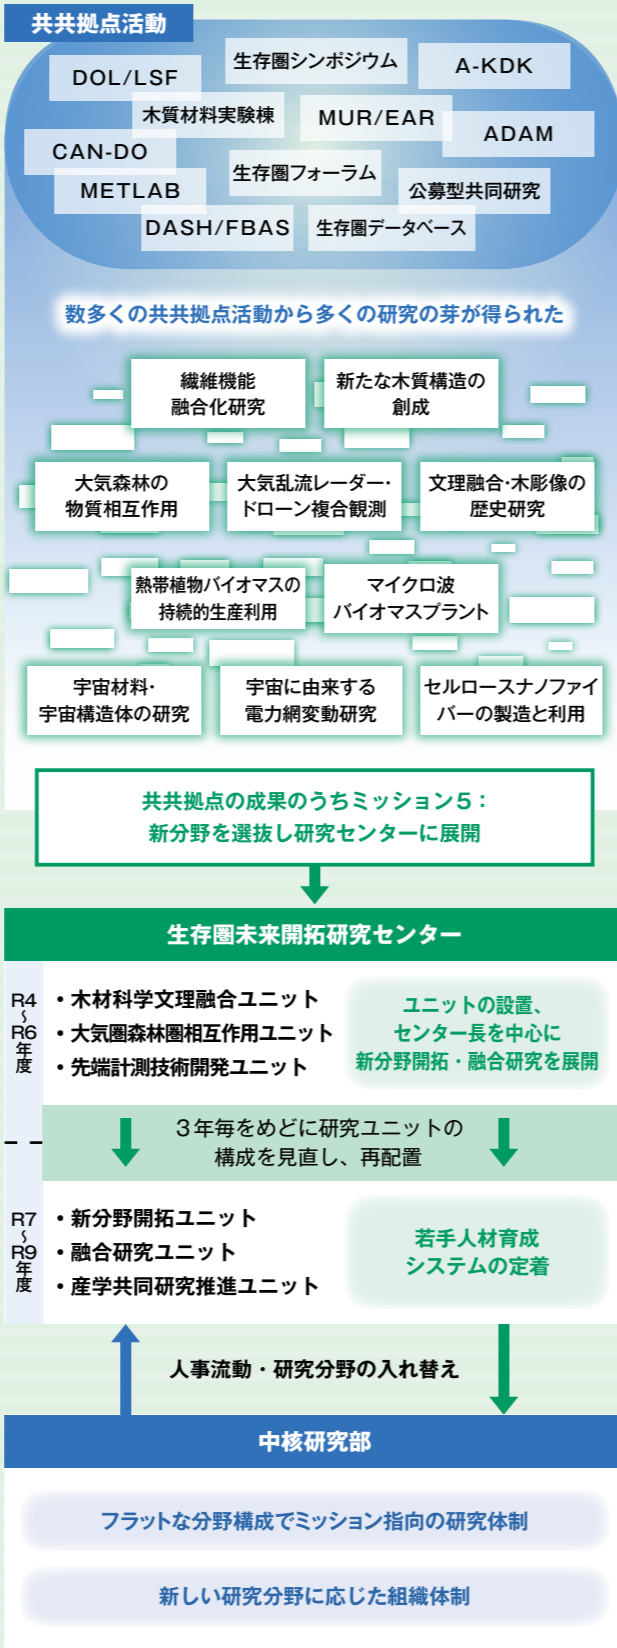 共共拠点活動
DOL/LSF
生存圏シンポジウム
A-KDK
木質材料実験棟
MUR/EAR
ADAM
CAN-DO
生存圏フォーラム
METLAB
公募型共同研究
DASH/FBAS
生存圏データベース
数多くの共共拠点活動から多くの研究の芽が得られた
繊維機能
融合化研究
新たな木質構造の
創成
大気森林の
物質相互作用
大気乱流レーダー・
ドローン複合観測
文理融合・木彫像の
歴史研究
熱帯植物バイオマスの
持続的生産利用
マイクロ波
バイオマスプラント
宇宙材料・
宇宙構造体の研究
宇宙に由来する
電力網変動研究
セルロースナノファイ
バーの製造と利用
共共拠点の成果のうちミッション5：
新分野を選抜し研究センターに展開
生存圏未来開拓研究センター
R4～R6年度
・木材科学文理融合ユニット
・大気圏森林圏相互作用ユニット
・先端計測技術開発ユニット
ユニットの設置、
センター長を中心に
新分野開拓・融合研究を展開
３年毎をめどに研究ユニットの
構成を見直し、再配置
R7～R9年度
・新分野開拓ユニット
・融合研究ユニット
・産学共同研究推進ユニット
若手人材育成
システムの定着
人事流動・研究分野の入れ替え
中核研究部
フラットな分野構成でミッション指向の研究体制
新しい研究分野に応じた組織体制